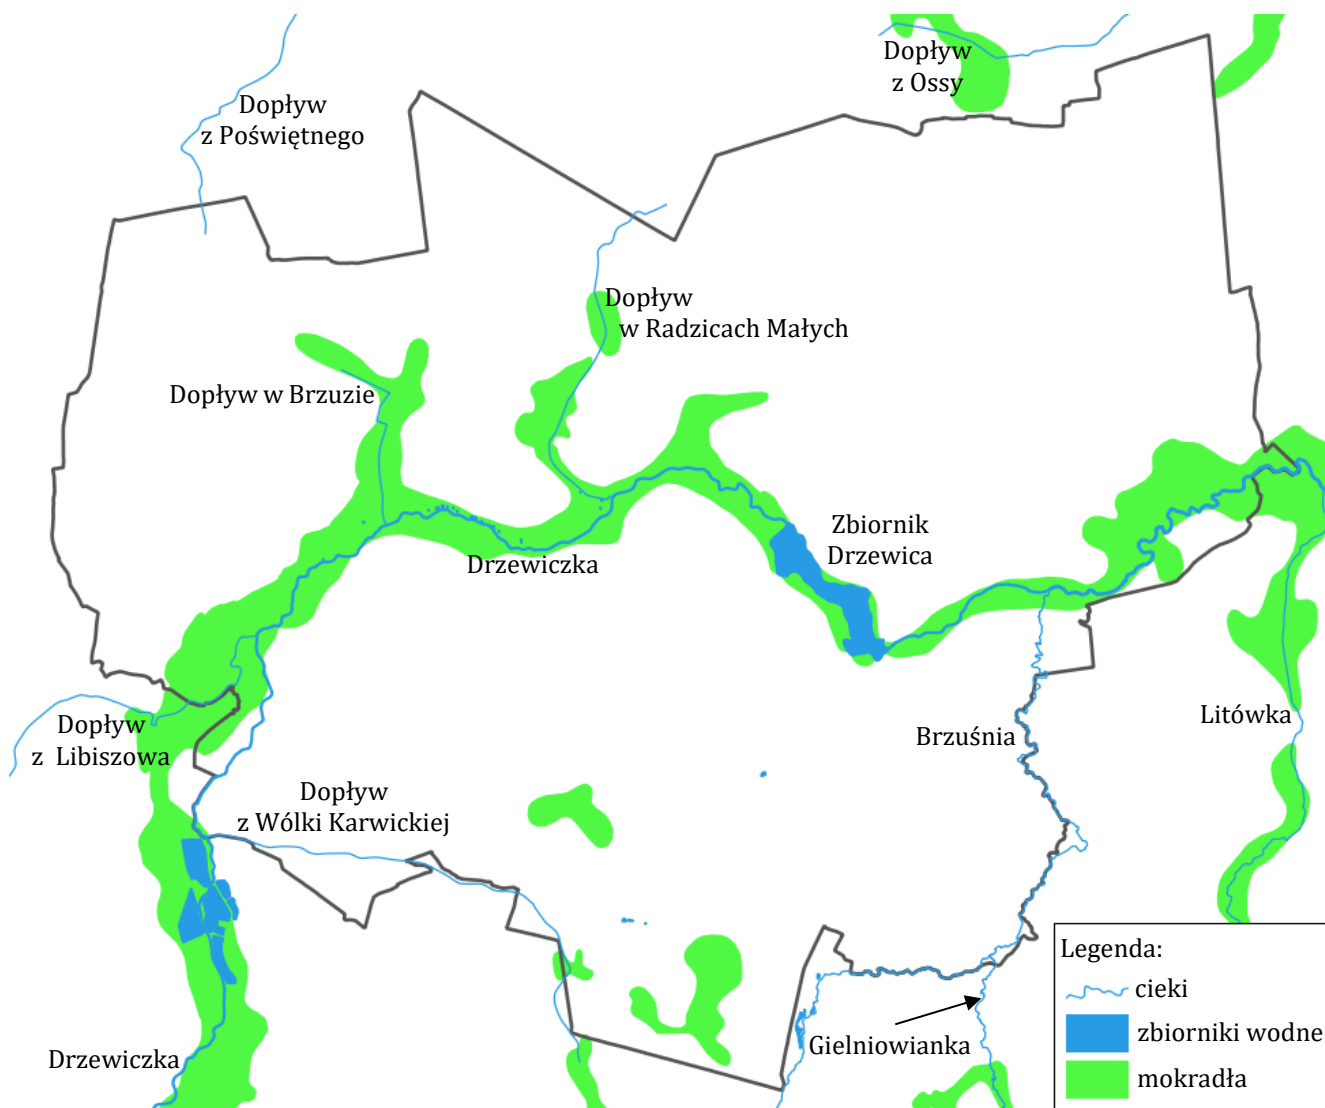 Dopływ
z Ossy
Dopływ
z Poświętnego
Dopływ
w Radzicach Małych
Dopływ w Brzuzie
Zbiornik
Drzewica
Drzewiczka
Dopływ
z Libiszowa
Litówka
Brzuśnia
Dopływ
z Wólki Karwickiej
Gielniowianka
Drzewiczka
Legenda:
cieki
zbiorniki wodne
mokradła